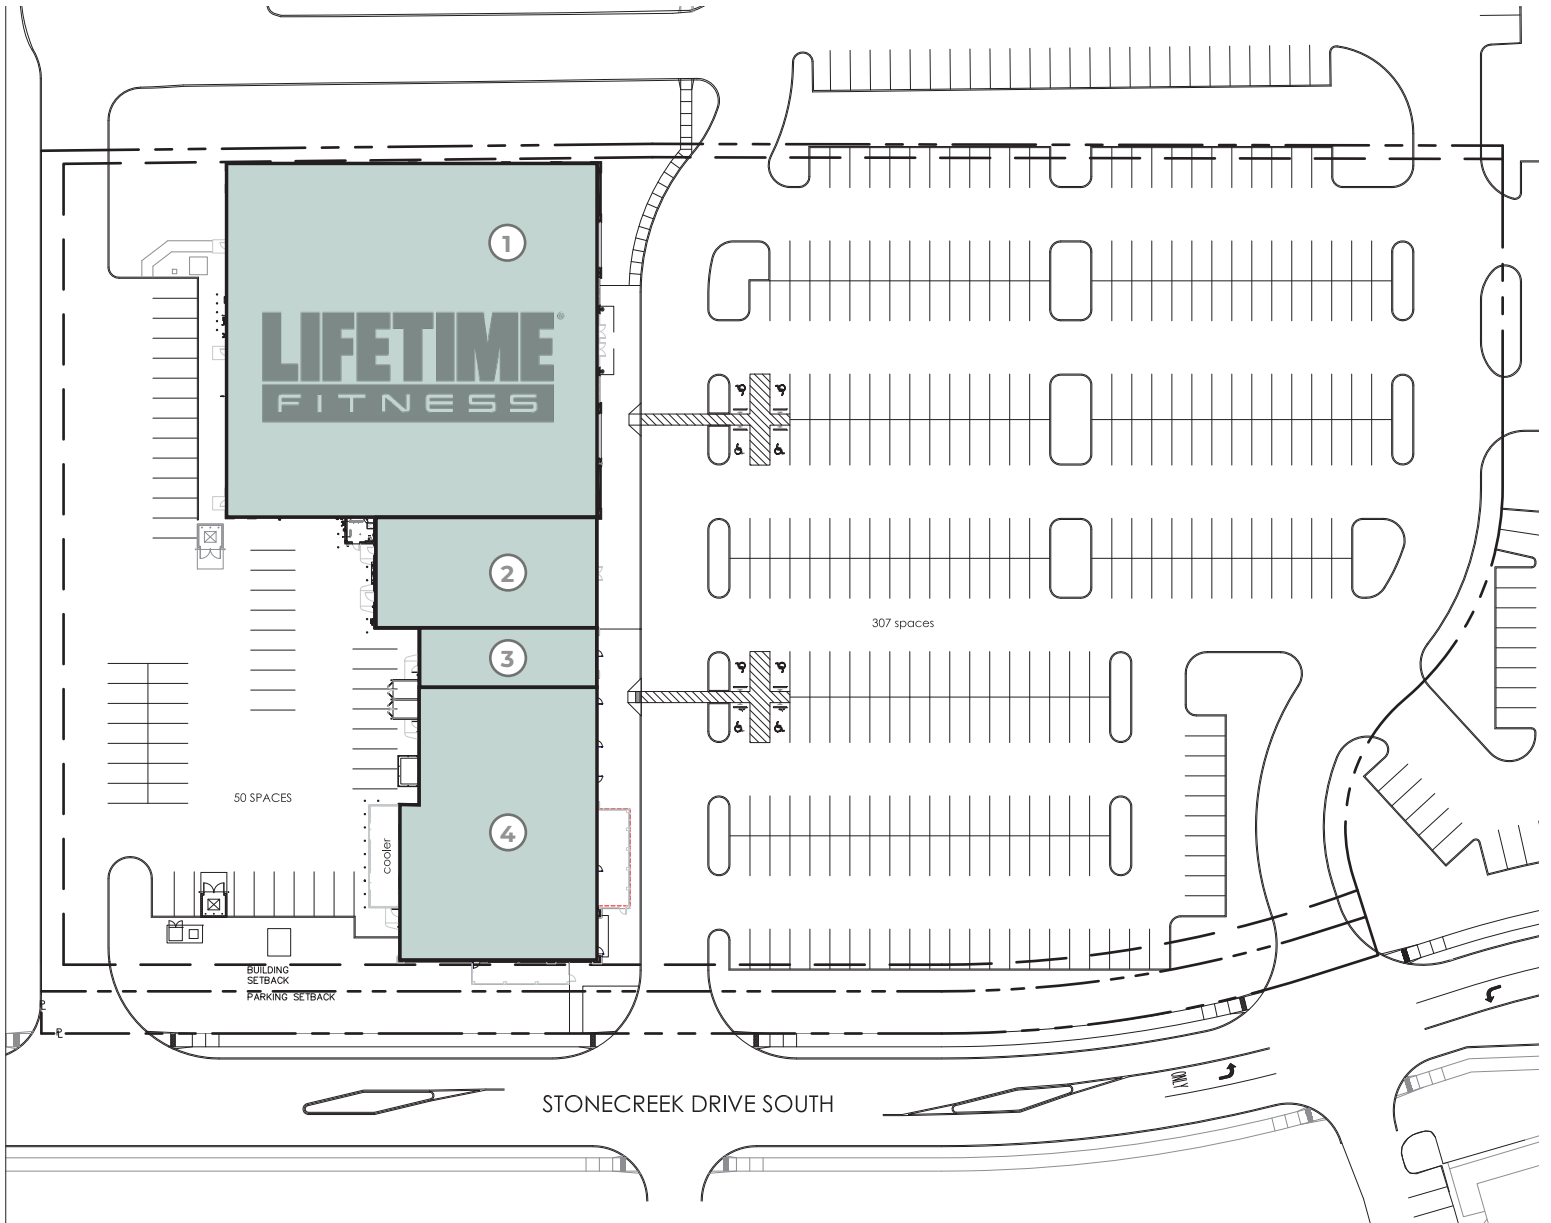 1
LIFETIME®
FITNESS
2
307 spaces
3
50 SPACES
4
cooler
BUILDING
SETBACK
PARKING SETBACK
ONLY
STONECREEK DRIVE SOUTH